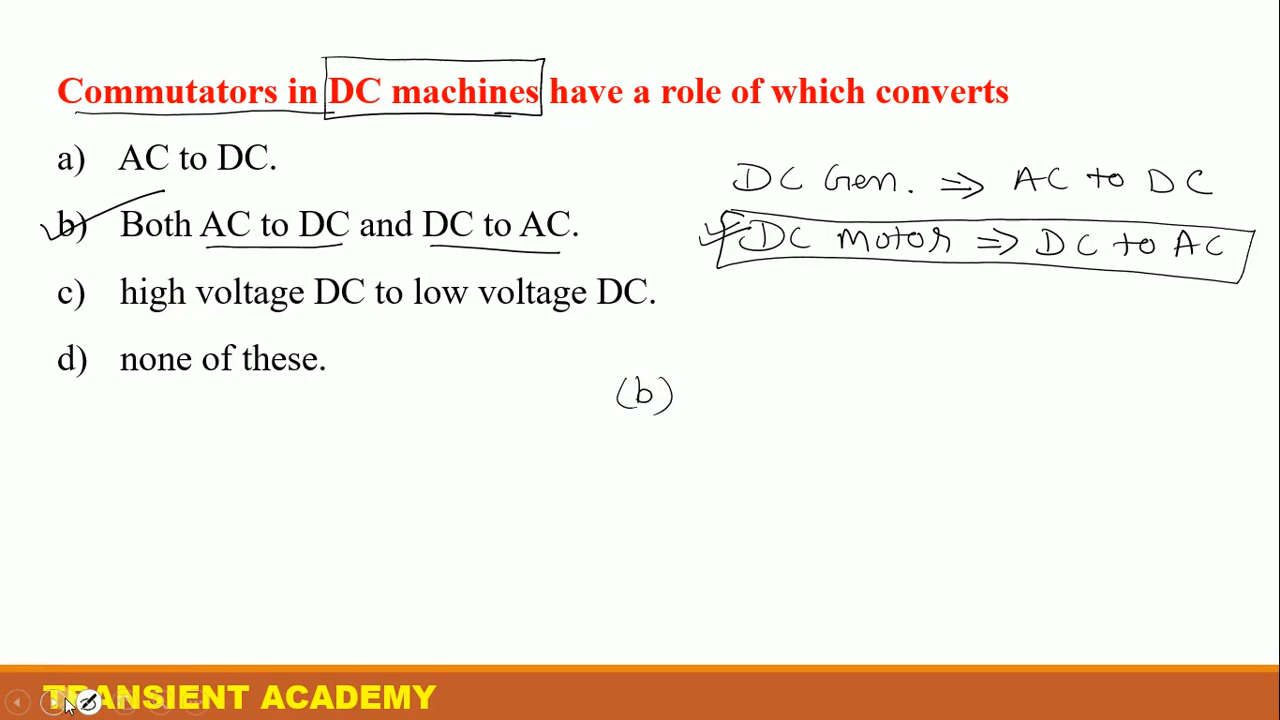 Commutators in DC machines have a role of which converts
a) AC to DC.
b) Both AC to DC and DC to AC.
c) high voltage DC to low voltage DC.
d) none of these.
DC Gen. ⇒ AC to DC
DC Motor ⇒ DC to AC
(b)
TRANSIENT ACADEMY